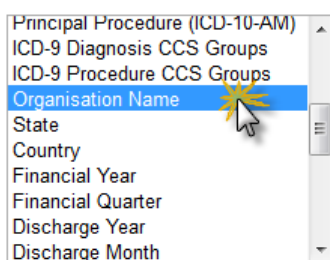 Principal Procedure (ICD-10-AM)
ICD-9 Diagnosis CCS Groups
ICD-9 Procedure CCS Groups
Organisation Name
State
Country
Financial Year
Financial Quarter
Discharge Year
Discharge Month